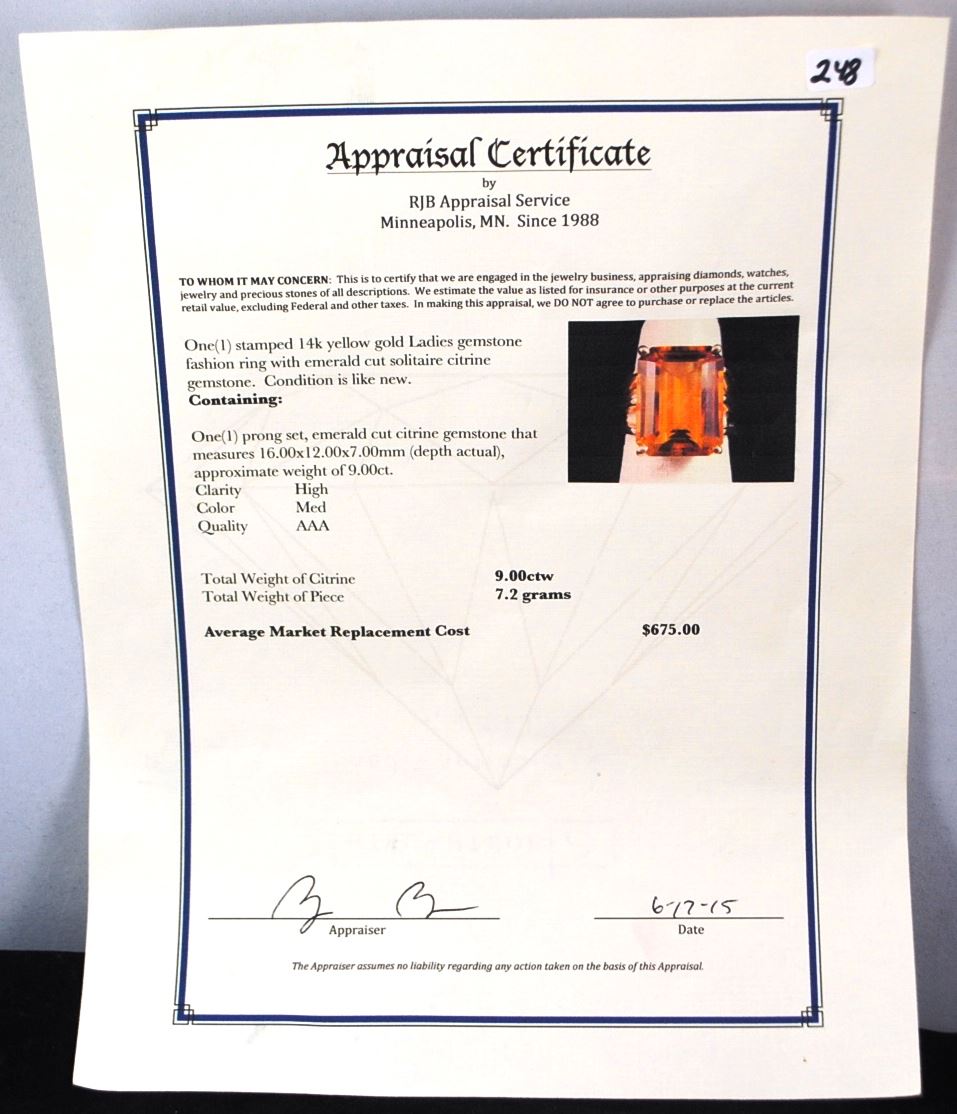 248
Appraisal Certificate
by
RJB Appraisal Service
Minneapolis, MN. Since 1988
TO WHOM IT MAY CONCERN: This is to certify that we are engaged in the jewelry business, appraising diamonds, watches,
jewelry and precious stones of all descriptions. We estimate the value as listed for insurance or other purposes at the current
retail value, excluding Federal and other taxes. In making this appraisal, we DO NOT agree to purchase or replace the articles.
One(1) stamped 14k yellow gold Ladies gemstone
fashion ring with emerald cut solitaire citrine
gemstone. Condition is like new.
Containing:
One(1) prong set, emerald cut citrine gemstone that
measures 16.00x12.00x7.00mm (depth actual),
approximate weight of 9.00ct.
Clarity High
Color Med
Quality AAA
Total Weight of Citrine 9.00ctw
Total Weight of Piece 7.2 grams
Average Market Replacement Cost $675.00
6-17-15
Appraiser Date
The Appraiser assumes no liability regarding any action taken on the basis of this Appraisal.